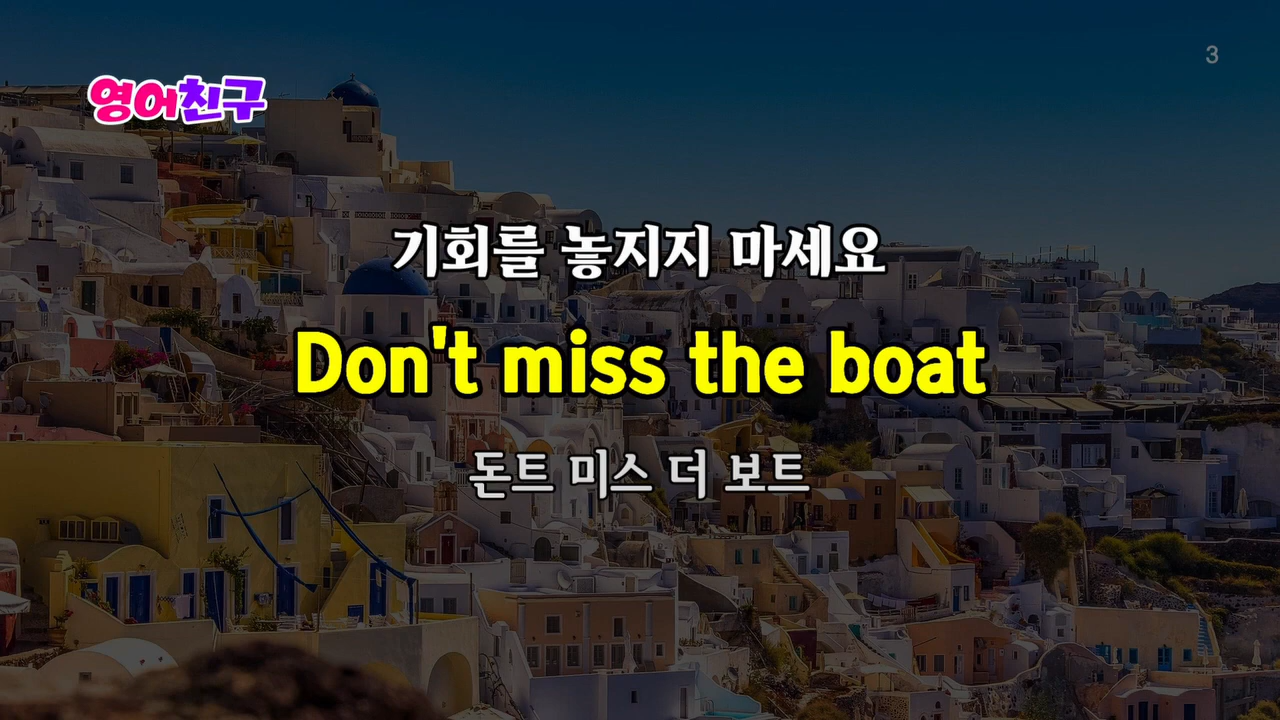 영어친구
3
기회를 놓지지 마세요
Don't miss the boat
돈트 미스 더 보트